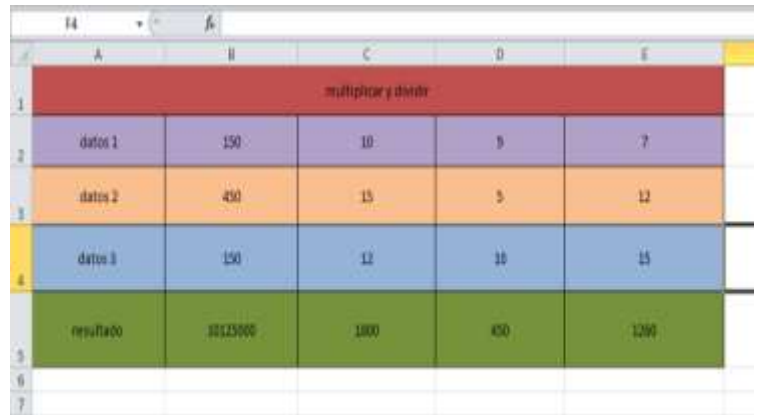 F4 fx
A B C D E
1 multiplicar y dividir
2 datos 1 150 10 9 7
3 datos 2 450 15 5 12
4 datos 3 150 12 10 15
5 resultado 10125000 1800 450 1260
6
7